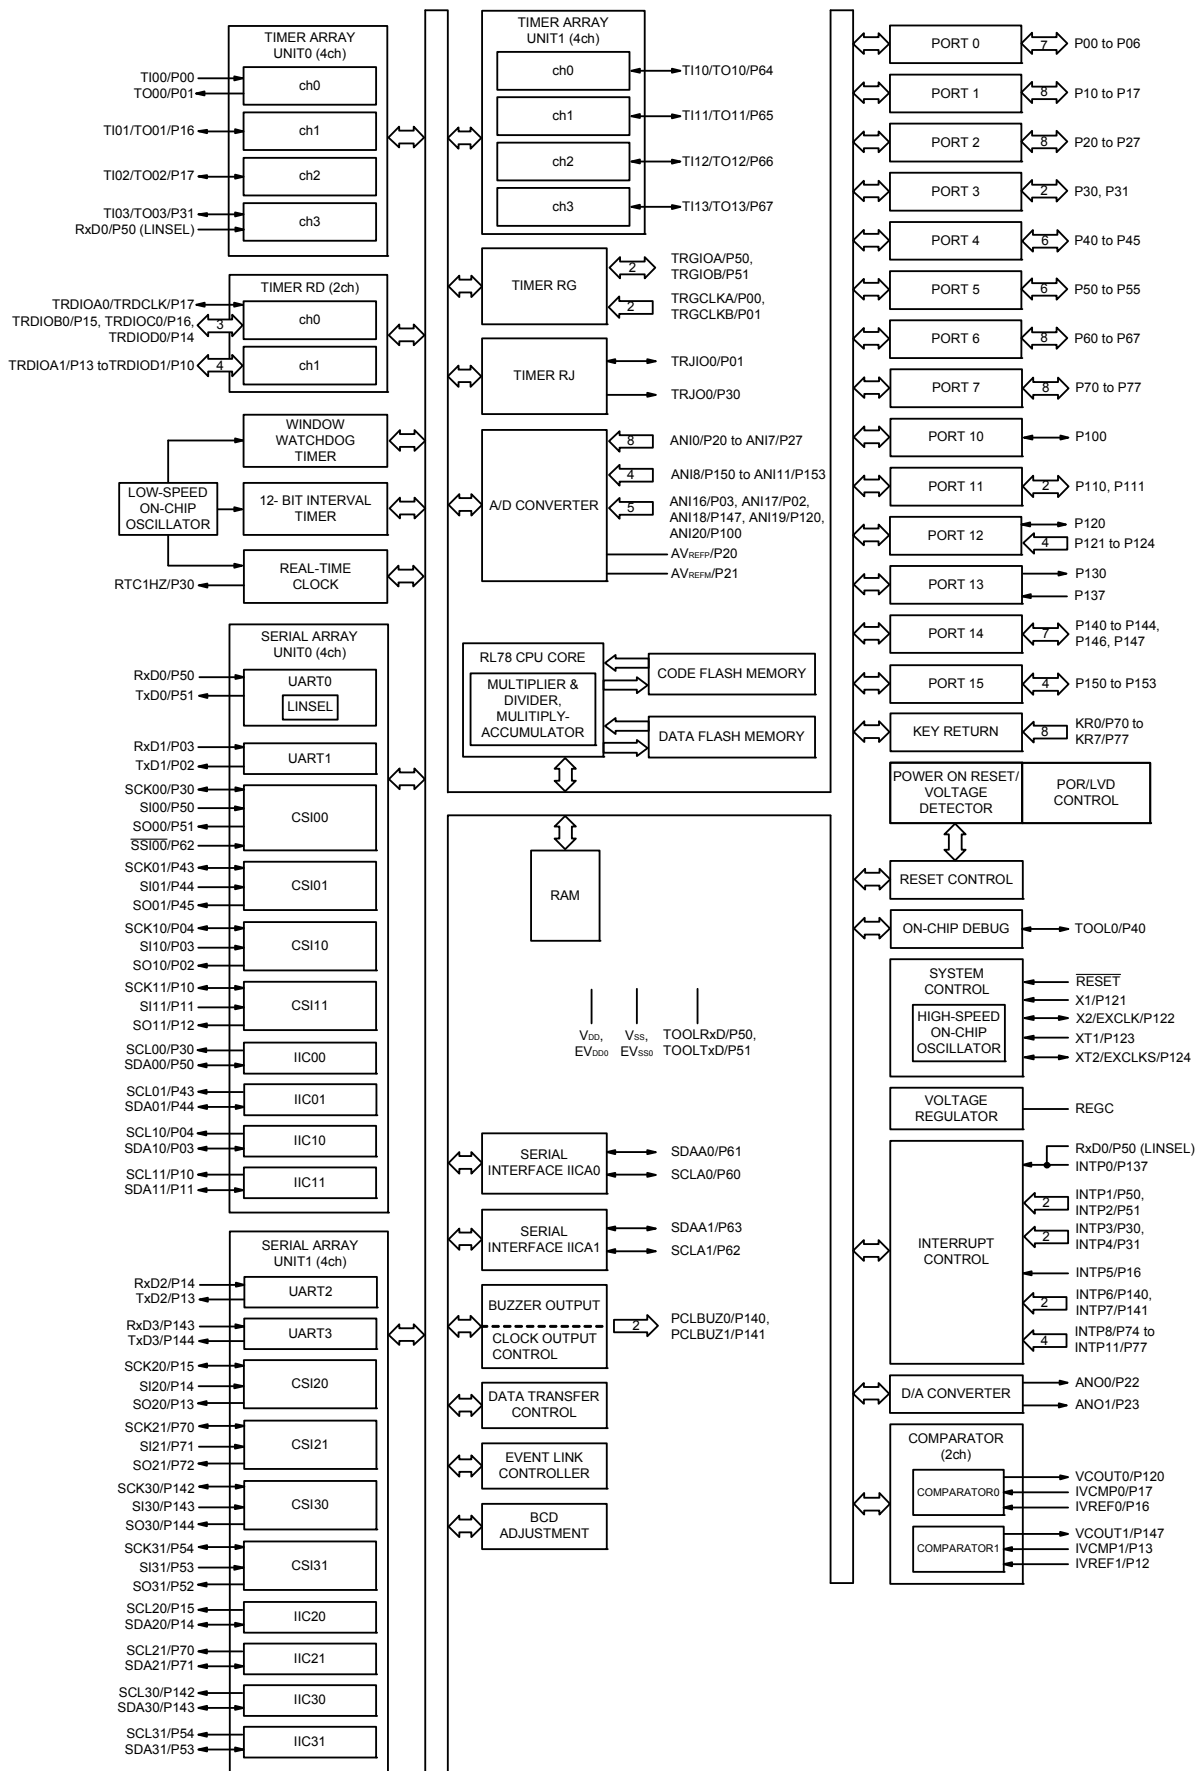 TIMER ARRAY
UNIT0 (4ch)
TI00/P00
TO00/P01
ch0
TI01/TO01/P16
ch1
TI02/TO02/P17
ch2
TI03/TO03/P31
RxD0/P50 (LINSEL)
ch3
TIMER RD (2ch)
TRDIOA0/TRDCLK/P17
TRDIOB0/P15, TRDIOC0/P16,
TRDIOD0/P14
3
ch0
TRDIOA1/P13 toTRDIOD1/P10
4
ch1
WINDOW
WATCHDOG
TIMER
LOW-SPEED
ON-CHIP
OSCILLATOR
12- BIT INTERVAL
TIMER
RTC1HZ/P30
REAL-TIME
CLOCK
SERIAL ARRAY
UNIT0 (4ch)
RxD0/P50
TxD0/P51
UART0
LINSEL
RxD1/P03
TxD1/P02
UART1
SCK00/P30
SI00/P50
SO00/P51
SSI00/P62
CSI00
SCK01/P43
SI01/P44
SO01/P45
CSI01
SCK10/P04
SI10/P03
SO10/P02
CSI10
SCK11/P10
SI11/P11
SO11/P12
CSI11
SCL00/P30
SDA00/P50
IIC00
SCL01/P43
SDA01/P44
IIC01
SCL10/P04
SDA10/P03
IIC10
SCL11/P10
SDA11/P11
IIC11
SERIAL ARRAY
UNIT1 (4ch)
RxD2/P14
TxD2/P13
UART2
RxD3/P143
TxD3/P144
UART3
SCK20/P15
SI20/P14
SO20/P13
CSI20
SCK21/P70
SI21/P71
SO21/P72
CSI21
SCK30/P142
SI30/P143
SO30/P144
CSI30
SCK31/P54
SI31/P53
SO31/P52
CSI31
SCL20/P15
SDA20/P14
IIC20
SCL21/P70
SDA21/P71
IIC21
SCL30/P142
SDA30/P143
IIC30
SCL31/P54
SDA31/P53
IIC31
TIMER ARRAY
UNIT1 (4ch)
ch0
TI10/TO10/P64
ch1
TI11/TO11/P65
ch2
TI12/TO12/P66
ch3
TI13/TO13/P67
TIMER RG
2
TRGIOA/P50,
TRGIOB/P51
2
TRGCLKA/P00,
TRGCLKB/P01
TIMER RJ
TRJIO0/P01
TRJO0/P30
A/D CONVERTER
8
ANI0/P20 to ANI7/P27
4
ANI8/P150 to ANI11/P153
5
ANI16/P03, ANI17/P02,
ANI18/P147, ANI19/P120,
ANI20/P100
AVREFP/P20
AVREFM/P21
RL78 CPU CORE
MULTIPLIER &
DIVIDER,
MULITIPLY-
ACCUMULATOR
CODE FLASH MEMORY
DATA FLASH MEMORY
RAM
VDD,
EVDD0
VSS,
EVSS0
TOOLRxD/P50,
TOOLTxD/P51
SERIAL
INTERFACE IICA0
SDAA0/P61
SCLA0/P60
SERIAL
INTERFACE IICA1
SDAA1/P63
SCLA1/P62
BUZZER OUTPUT
CLOCK OUTPUT
CONTROL
2
PCLBUZ0/P140,
PCLBUZ1/P141
DATA TRANSFER
CONTROL
EVENT LINK
CONTROLLER
BCD
ADJUSTMENT
PORT 0
7
P00 to P06
PORT 1
8
P10 to P17
PORT 2
8
P20 to P27
PORT 3
2
P30, P31
PORT 4
6
P40 to P45
PORT 5
6
P50 to P55
PORT 6
8
P60 to P67
PORT 7
8
P70 to P77
PORT 10
P100
PORT 11
2
P110, P111
PORT 12
P120
4
P121 to P124
PORT 13
P130
P137
PORT 14
7
P140 to P144,
P146, P147
PORT 15
4
P150 to P153
KEY RETURN
8
KR0/P70 to
KR7/P77
POWER ON RESET/
VOLTAGE
DETECTOR
POR/LVD
CONTROL
RESET CONTROL
ON-CHIP DEBUG
TOOL0/P40
SYSTEM
CONTROL
HIGH-SPEED
ON-CHIP
OSCILLATOR
RESET
X1/P121
X2/EXCLK/P122
XT1/P123
XT2/EXCLKS/P124
VOLTAGE
REGULATOR
REGC
INTERRUPT
CONTROL
RxD0/P50 (LINSEL)
INTP0/P137
2
INTP1/P50,
INTP2/P51
2
INTP3/P30,
INTP4/P31
INTP5/P16
2
INTP6/P140,
INTP7/P141
4
INTP8/P74 to
INTP11/P77
D/A CONVERTER
ANO0/P22
ANO1/P23
COMPARATOR
(2ch)
COMPARATOR0
VCOUT0/P120
IVCMP0/P17
IVREF0/P16
COMPARATOR1
VCOUT1/P147
IVCMP1/P13
IVREF1/P12